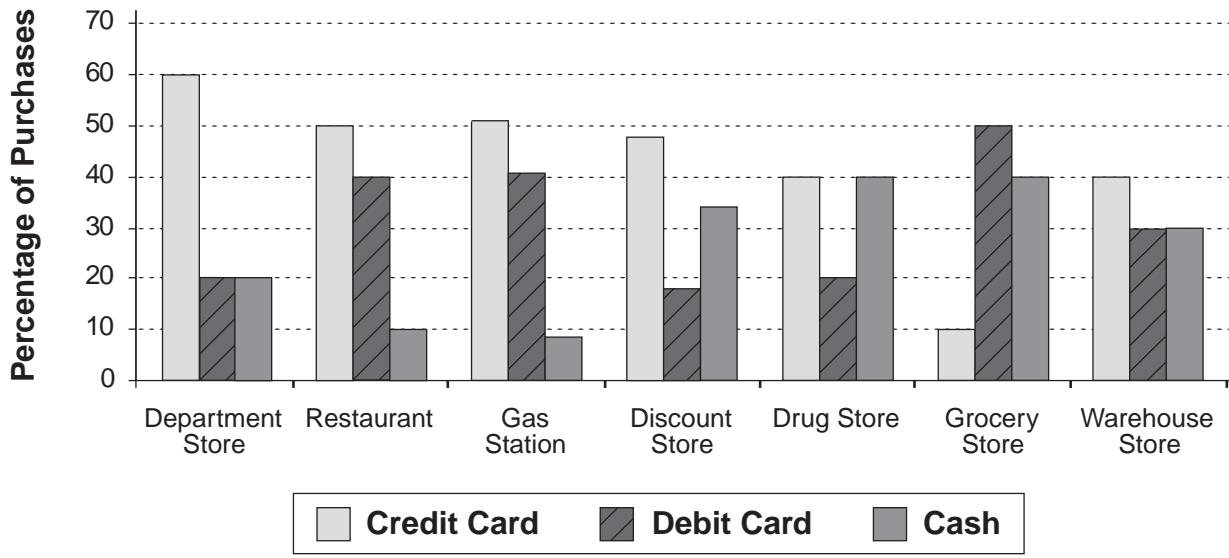 Percentage of Purchases
70
60
50
40
30
20
10
0
Department
Store
Restaurant
Gas
Station
Discount
Store
Drug Store
Grocery
Store
Warehouse
Store
Credit Card
Debit Card
Cash